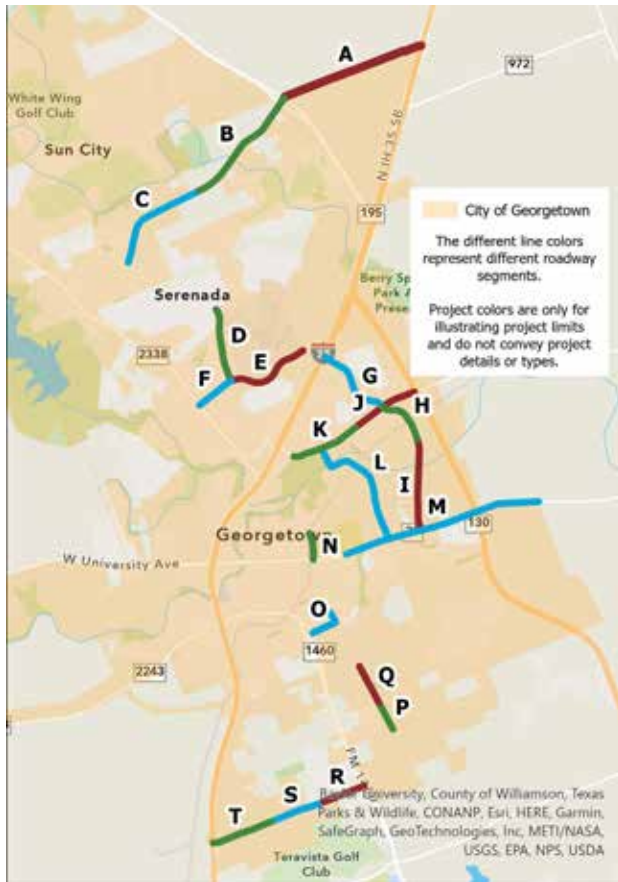 A
972
White Wing
Golf Club
B
Sun City
N IH 35 SB
C
195
City of Georgetown
The different line colors
represent different roadway
segments.
Project colors are only for
illustrating project limits
and do not convey project
details or types.
Berry Sp
Park A
Prese
Serenada
D
2338
E
F
G
J
H
K
L
I
M
130
Georgetown
N
W University Ave
O
1460
2243
Q
P
R
S
T
FM 1
Baylor University, County of Williamson, Texas
Parks & Wildlife, CONANP, Esri, HERE, Garmin,
SafeGraph, GeoTechnologies, Inc, METI/NASA,
USGS, EPA, NPS, USDA
Teravista Golf
Club